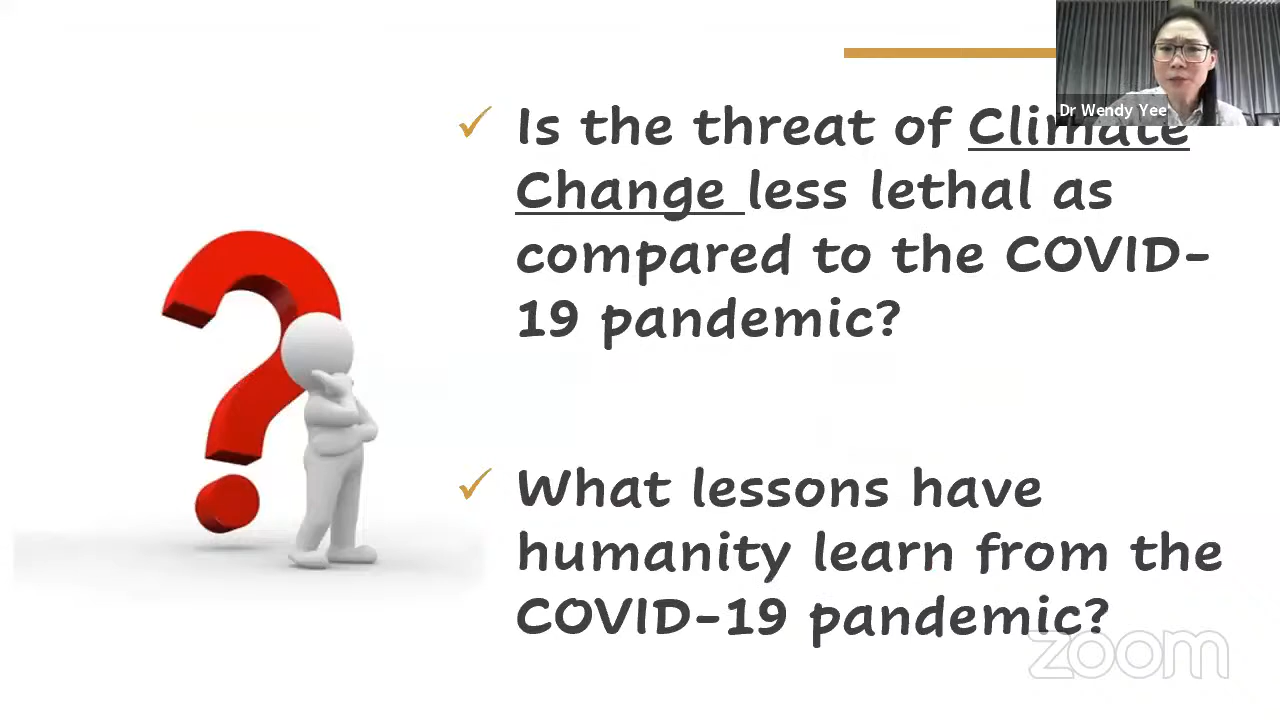 Dr Wendy Yee
Is the threat of Climate
Change less lethal as
compared to the COVID-
19 pandemic?
What lessons have
humanity learn from the
COVID-19 pandemic?
zoom